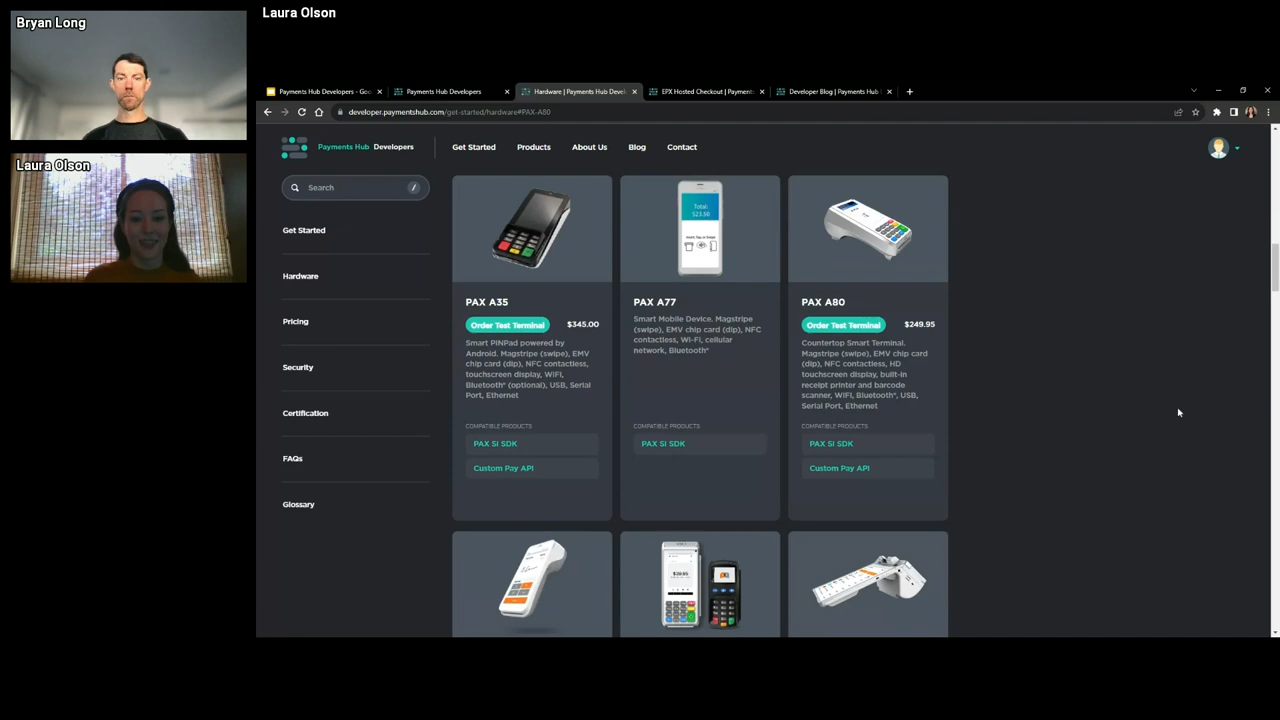 Bryan Long
Laura Olson
Laura Olson
Payments Hub Developers - Goo
Payments Hub Developers
Hardware | Payments Hub Devel
EPX Hosted Checkout | Payment
Developer Blog | Payments Hub
developer.paymentshub.com/get-started/hardware#PAX-A80
Payments Hub Developers
Get Started
Products
About Us
Blog
Contact
Search
/
Get Started
Hardware
Pricing
Security
Certification
FAQs
Glossary
PAX A35
Order Test Terminal
$345.00
Smart PINPad powered by
Android. Magstripe (swipe), EMV
chip card (dip), NFC contactless,
touchscreen display, WIFI,
Bluetooth® (optional), USB, Serial
Port, Ethernet
COMPATIBLE PRODUCTS
PAX SI SDK
Custom Pay API
Total:
$23.36
PAX A77
Smart Mobile Device. Magstripe
(swipe), EMV chip card (dip), NFC
contactless, Wi-Fi, cellular
network, Bluetooth®
COMPATIBLE PRODUCTS
PAX SI SDK
PAX A80
Order Test Terminal
$249.95
Countertop Smart Terminal.
Magstripe (swipe), EMV chip card
(dip), NFC contactless, HD
touchscreen display, built-in
receipt printer and barcode
scanner, WIFI, Bluetooth®, USB,
Serial Port, Ethernet
COMPATIBLE PRODUCTS
PAX SI SDK
Custom Pay API